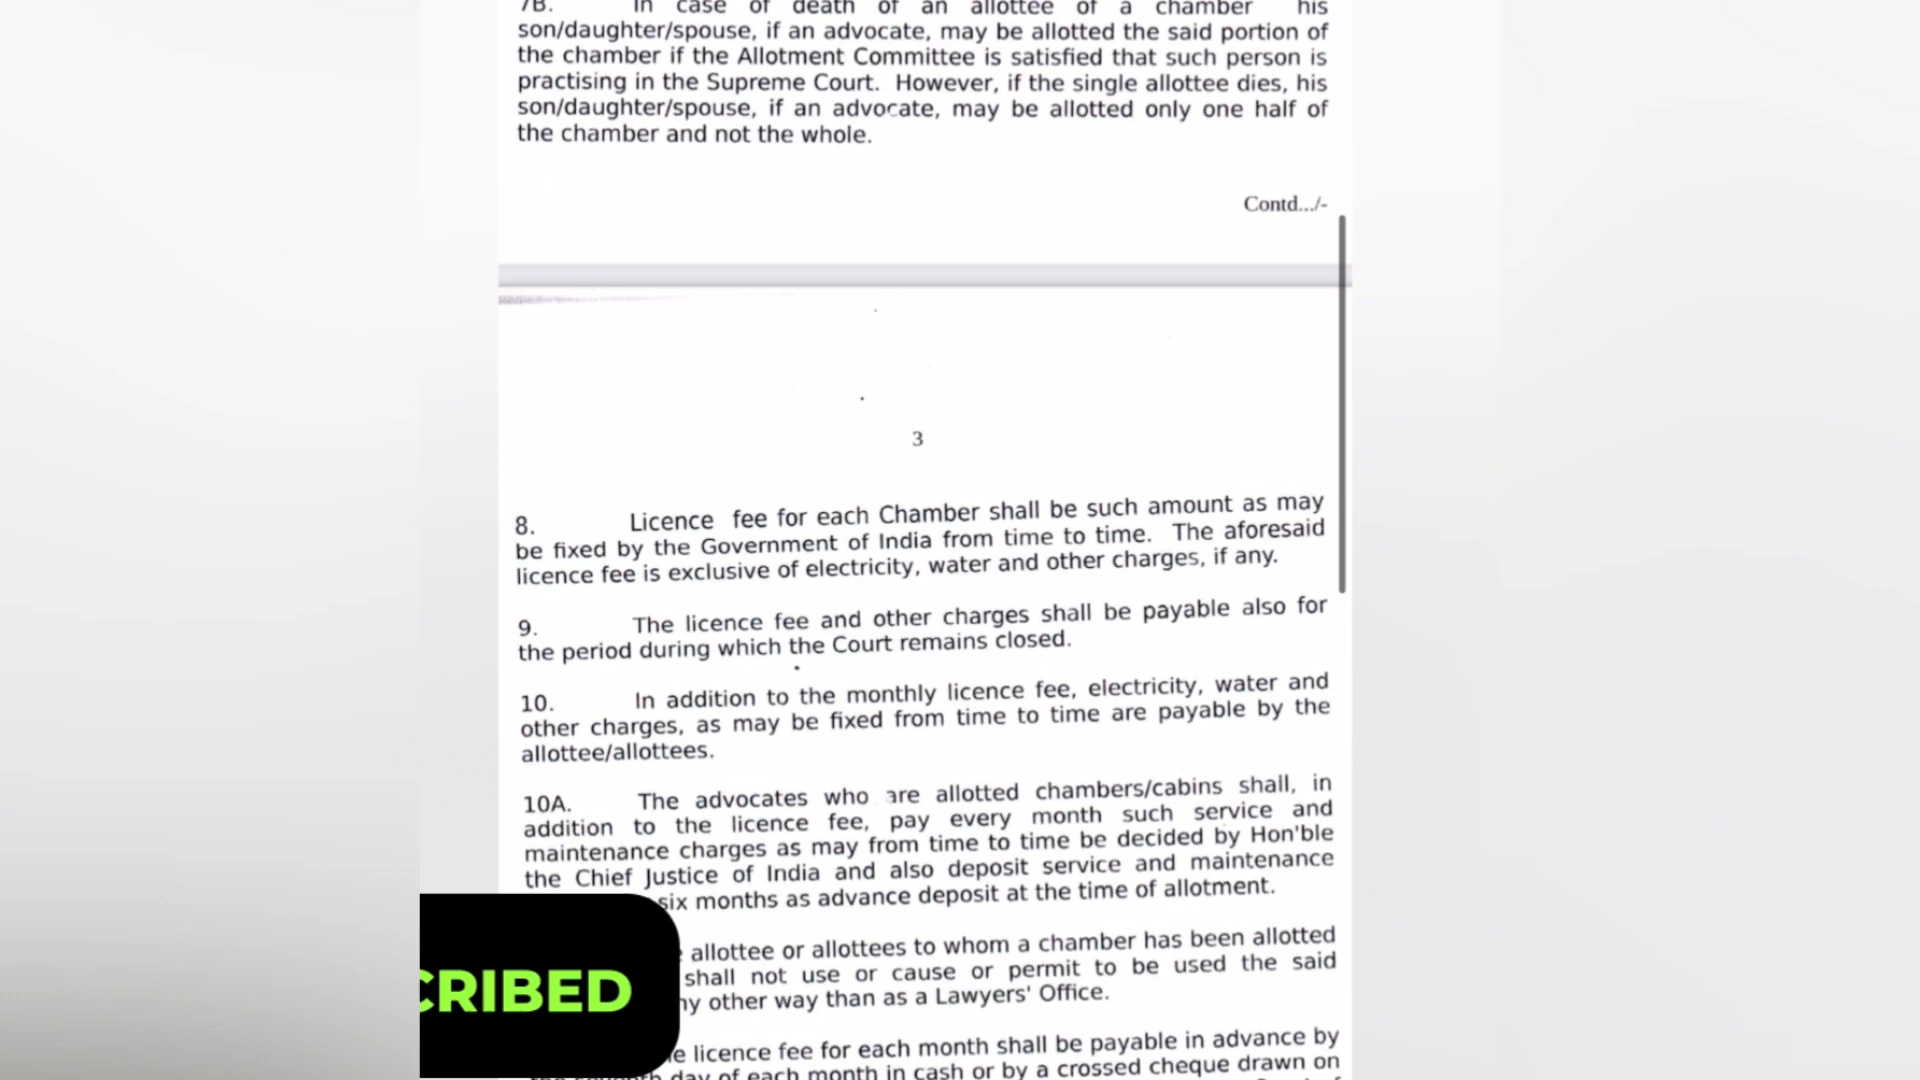 7B. In case of death of an allottee of a chamber his
son/daughter/spouse, if an advocate, may be allotted the said portion of
the chamber if the Allotment Committee is satisfied that such person is
practising in the Supreme Court. However, if the single allottee dies, his
son/daughter/spouse, if an advocate, may be allotted only one half of
the chamber and not the whole.
Contd.../-
3
8. Licence fee for each Chamber shall be such amount as may
be fixed by the Government of India from time to time. The aforesaid
licence fee is exclusive of electricity, water and other charges, if any.
9. The licence fee and other charges shall be payable also for
the period during which the Court remains closed.
10. In addition to the monthly licence fee, electricity, water and
other charges, as may be fixed from time to time are payable by the
allottee/allottees.
10A. The advocates who are allotted chambers/cabins shall, in
addition to the licence fee, pay every month such service and
maintenance charges as may from time to time be decided by Hon'ble
the Chief Justice of India and also deposit service and maintenance
six months as advance deposit at the time of allotment.
allottee or allottees to whom a chamber has been allotted
shall not use or cause or permit to be used the said
other way than as a Lawyers' Office.
licence fee for each month shall be payable in advance by
day of each month in cash or by a crossed cheque drawn on
CRIBED